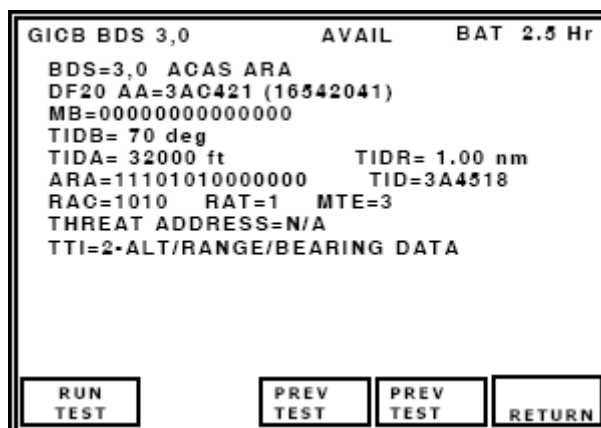 GICB BDS 3,0 AVAIL BAT 2.5 Hr
BDS=3,0 ACAS ARA
DF20 AA=3AC421 (16542041)
MB=00000000000000
TIDB= 70 deg
TIDA= 32000 ft TIDR= 1.00 nm
ARA=11101010000000 TID=3A4518
RAC=1010 RAT=1 MTE=3
THREAT ADDRESS=N/A
TTI=2-ALT/RANGE/BEARING DATA
RUN TEST
PREV TEST
PREV TEST
RETURN